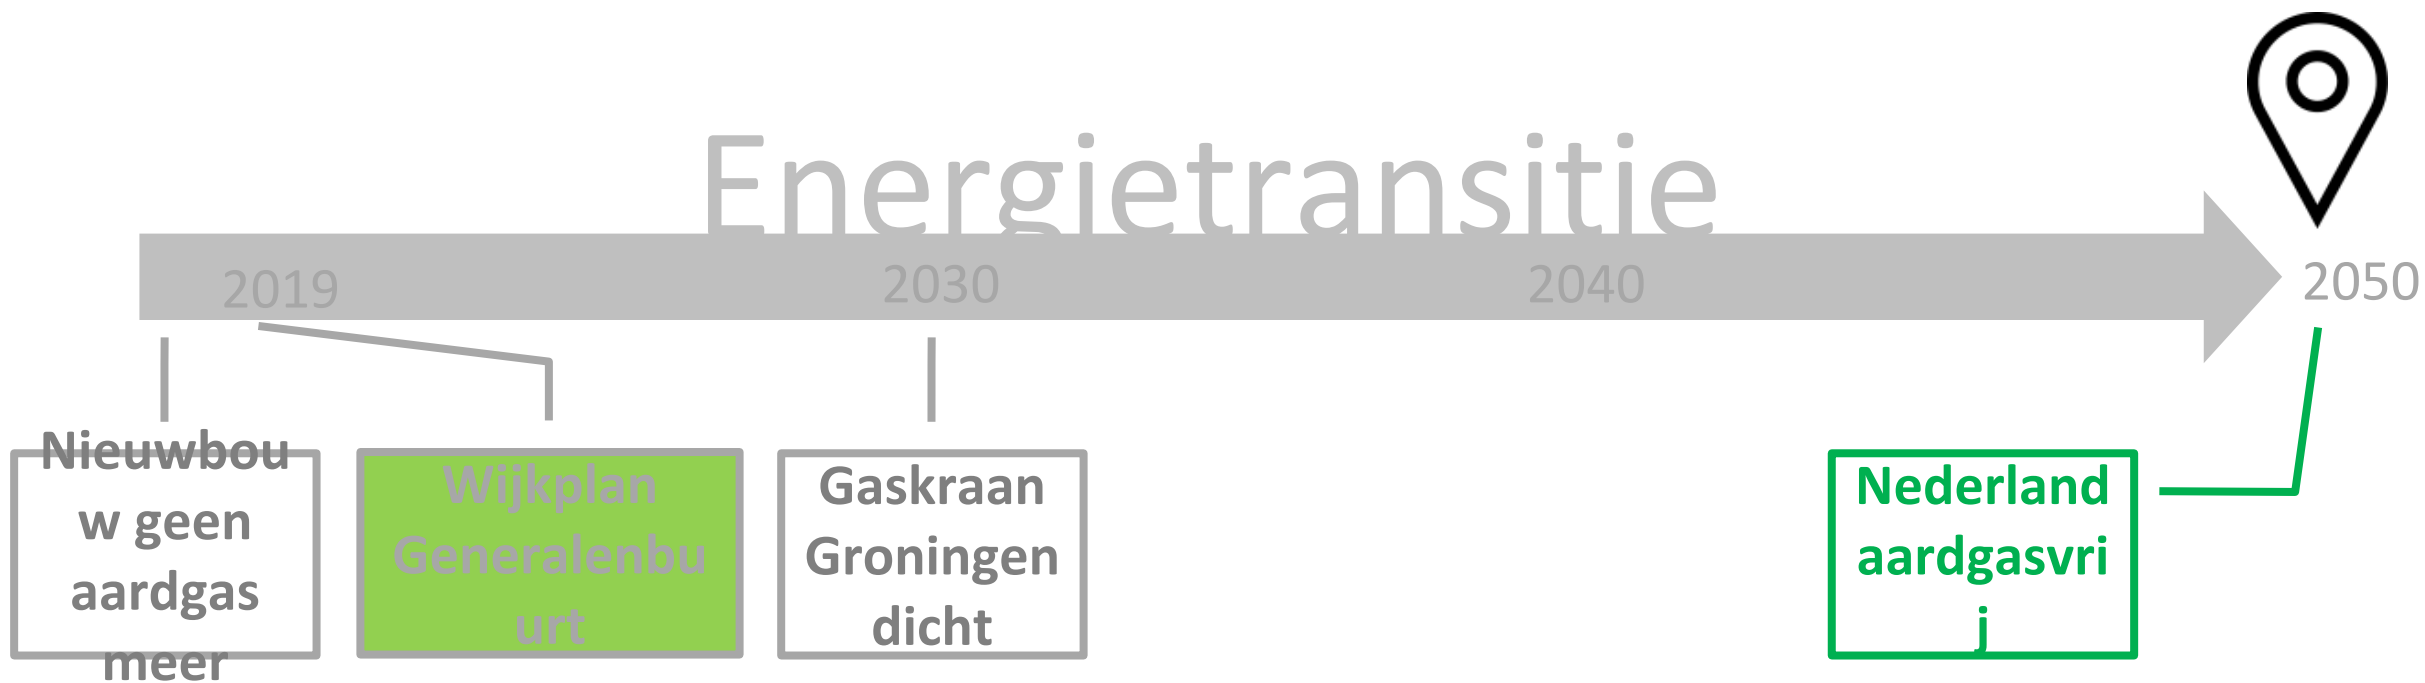 Energietransitie
2019
2030
2040
2050
Nieuwbou
w geen
aardgas
meer
Wijkplan
Generalenbu
urt
Gaskraan
Groningen
dicht
Nederland
aardgasvri
j